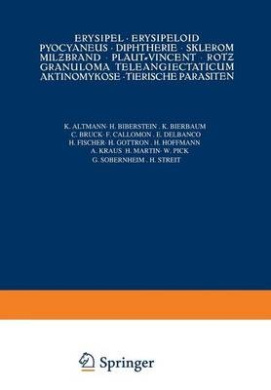 ERYSIPEL · ERYSIPELOID
PYOCYANEUS · DIPHTHERIE · SKLEROM
MILZBRAND · PLAUT-VINCENT · ROTZ
GRANULOMA TELEANGIECTATICUM
AKTINOMYKOSE · TIERISCHE PARASITEN
K. ALTMANN · H. BIBERSTEIN . K. BIERBAUM
C. BRUCK · F. CALLOMON . E. DELBANCO
H. FISCHER · H. GOTTRON . H. HOFFMANN
A. KRAUS H. MARTIN · W. PICK
G. SOBERNHEIM . H. STREIT
Springer